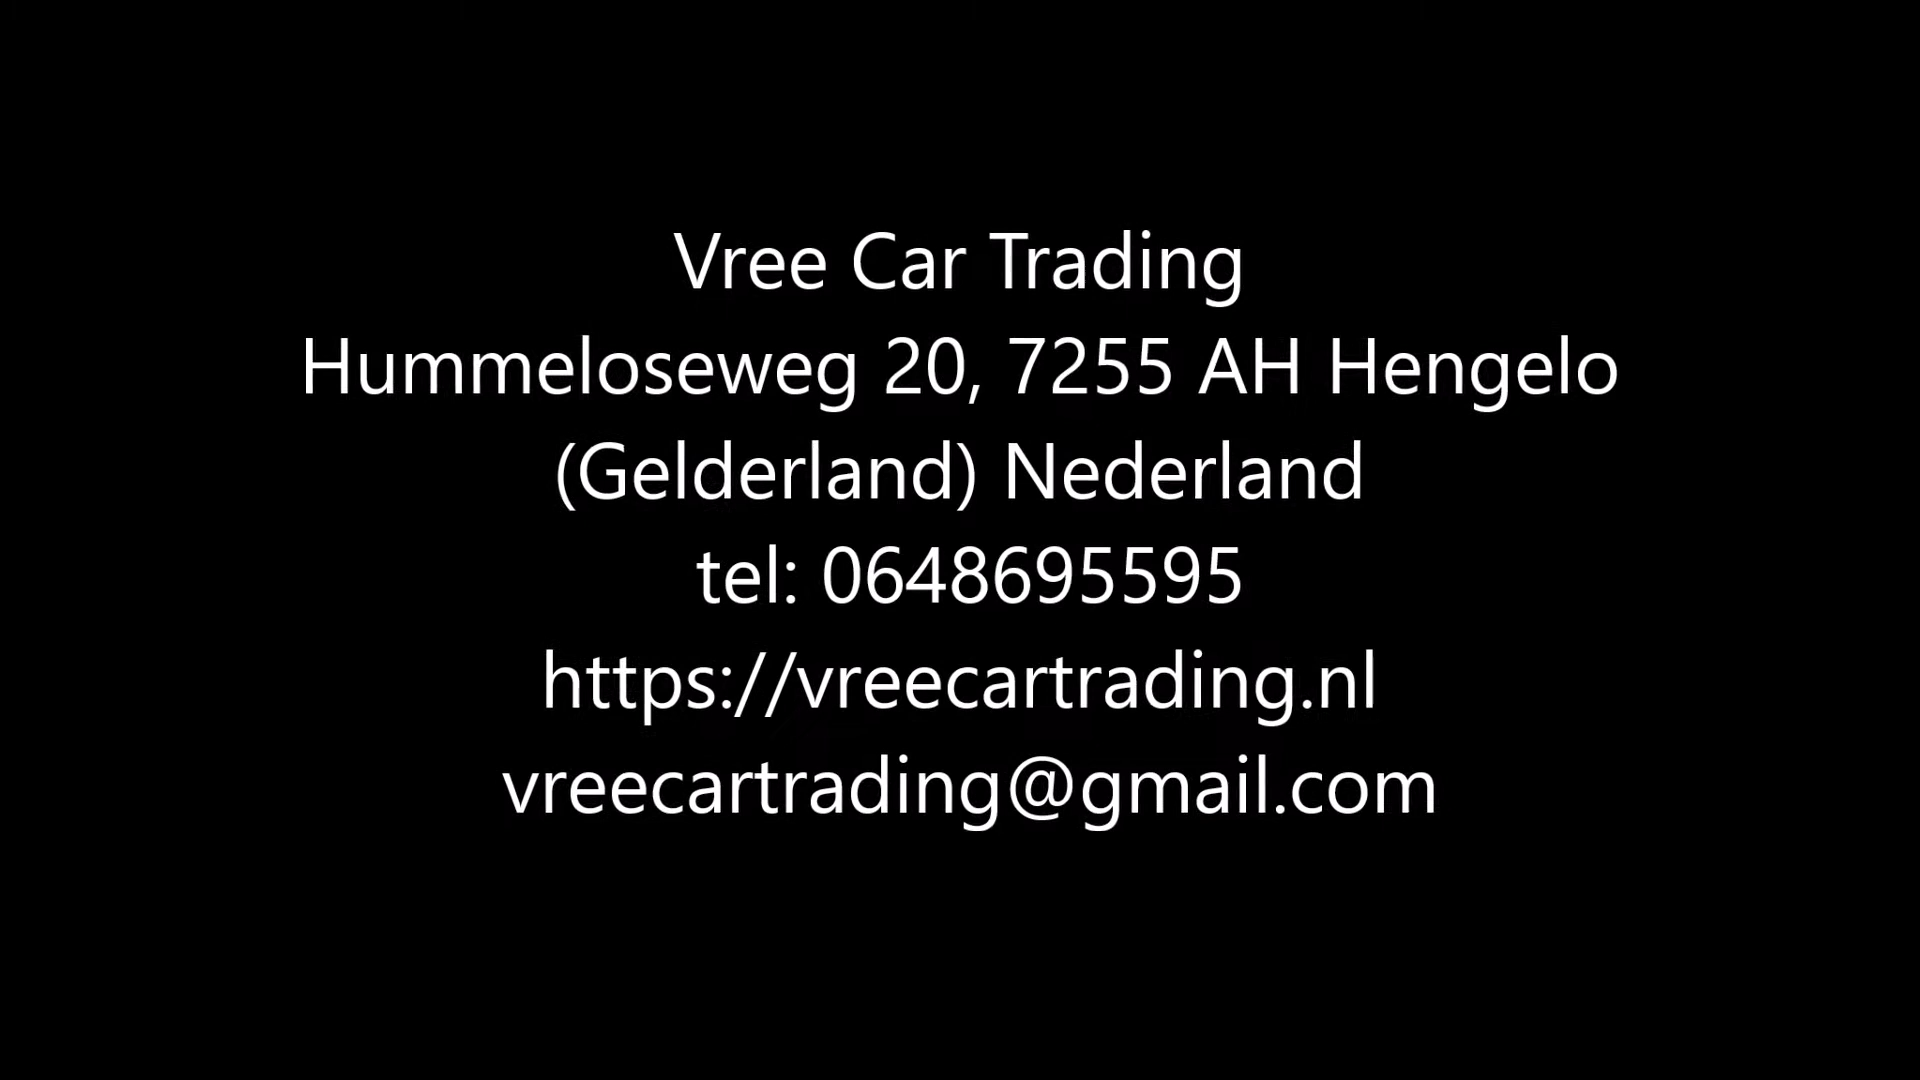 Vree Car Trading
Hummeloseweg 20, 7255 AH Hengelo
(Gelderland) Nederland
tel: 0648695595
https://vreecartrading.nl
vreecartrading@gmail.com